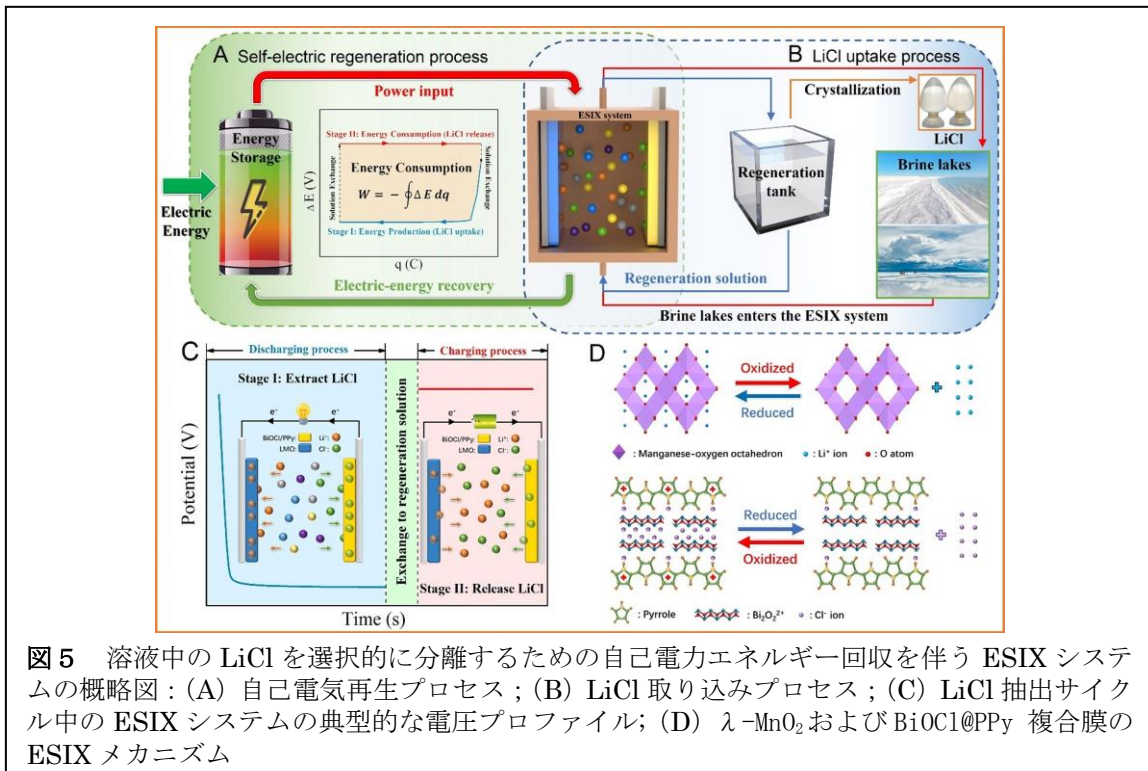 A Self-electric regeneration process
B LiCl uptake process
Power input
ESIX system
Crystallization
LiCl
Energy
Storage
Stage II: Energy Consumption (LiCl release)
Energy Consumption
W = − ∮ΔE dq
Stage I: Energy Production (LiCl uptake)
Solution Exchange
Solution Exchange
Δ E (V)
q (C)
Electric
Energy
Regeneration
tank
Brine lakes
Regeneration solution
Electric-energy recovery
Brine lakes enters the ESIX system
C
Discharging process
Charging process
Stage I: Extract LiCl
e⁻ e⁻
BiOCl/PPy: Li⁺:
LMO: Cl⁻:
Exchange to regeneration solution
e⁻ e⁻
BiOCl/PPy: Li⁺:
LMO: Cl⁻:
Stage II: Release LiCl
Potential (V)
Time (s)
D
Oxidized
Reduced
: Manganese-oxygen octahedron : Li⁺ ion : O atom
Reduced
Oxidized
: Pyrrole : Bi₂O₂²⁺ : Cl⁻ ion
図５ 溶液中の LiCl を選択的に分離するための自己電力エネルギー回収を伴う ESIX システ
ムの概略図：(A) 自己電気再生プロセス；(B) LiCl 取り込みプロセス；(C) LiCl 抽出サイク
ル中の ESIX システムの典型的な電圧プロファイル; (D) λ-MnO₂および BiOCl@PPy 複合膜の
ESIX メカニズム